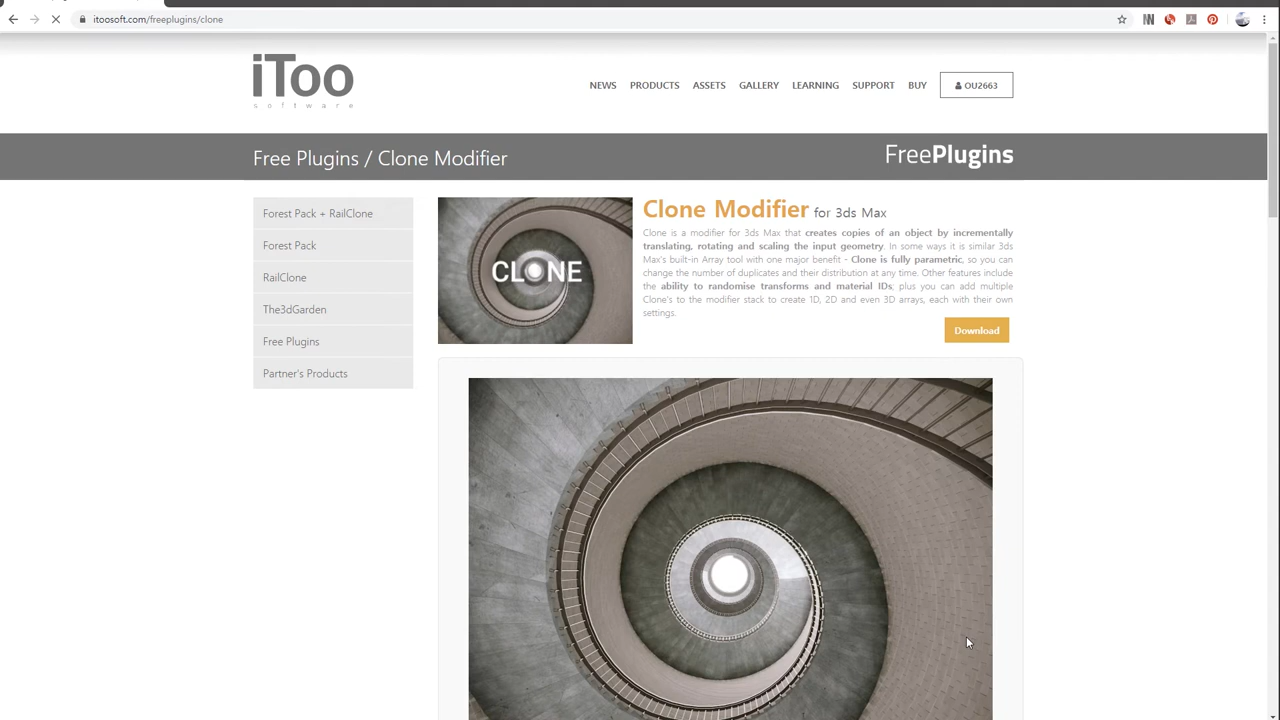 itoosoft.com/freeplugins/clone
iToo
software
NEWS PRODUCTS ASSETS GALLERY LEARNING SUPPORT BUY OU2663
Free Plugins / Clone Modifier
FreePlugins
Forest Pack + RailClone
Forest Pack
RailClone
The3dGarden
Free Plugins
Partner's Products
CLONE
Clone Modifier for 3ds Max
Clone is a modifier for 3ds Max that creates copies of an object by incrementally
translating, rotating and scaling the input geometry. In some ways it is similar 3ds
Max's built-in Array tool with one major benefit - Clone is fully parametric, so you can
change the number of duplicates and their distribution at any time. Other features include
the ability to randomise transforms and material IDs; plus you can add multiple
Clone's to the modifier stack to create 1D, 2D and even 3D arrays, each with their own
settings.
Download